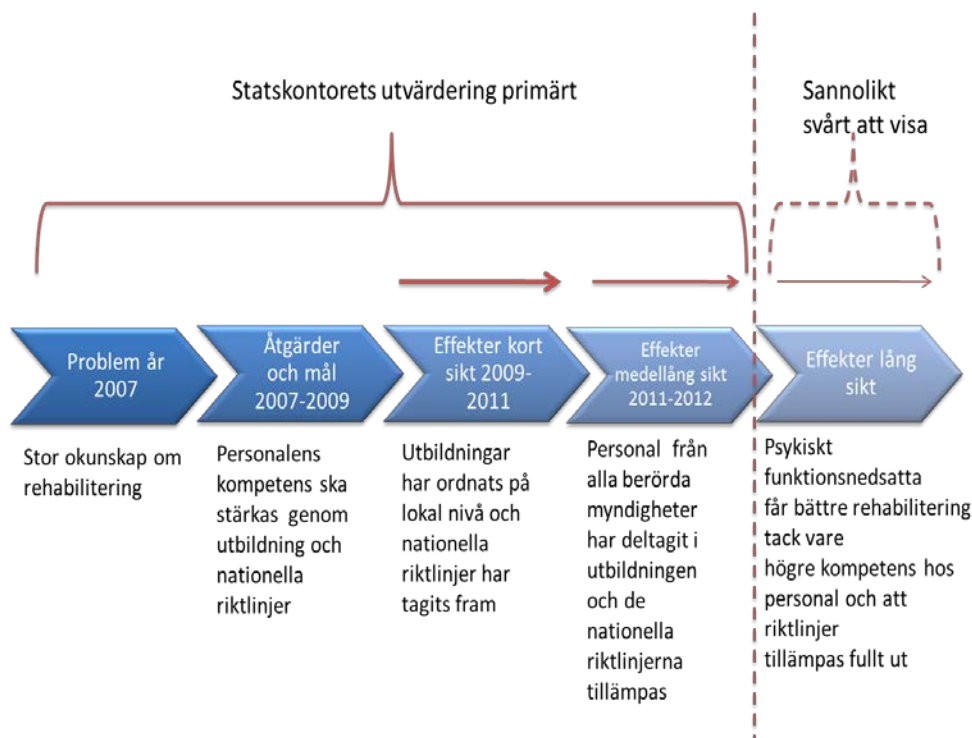 Statskontorets utvärdering primärt
Sannolikt
svårt att visa
Problem år
2007
Åtgärder
och mål
2007-2009
Effekter kort
sikt 2009-
2011
Effekter
medellång sikt
2011-2012
Effekter lång
sikt
Stor okunskap om
rehabilitering
Personalens
kompetens ska
stärkas genom
utbildning och
nationella
riktlinjer
Utbildningar
har ordnats på
lokal nivå och
nationella
riktlinjer har
tagits fram
Personal från
alla berörda
myndigheter
har deltagit i
utbildningen
och de
nationella
riktlinjerna
tillämpas
Psykiskt
funktionsnedsatta
får bättre rehabilitering
tack vare
högre kompetens hos
personal och att
riktlinjer
tillämpas fullt ut